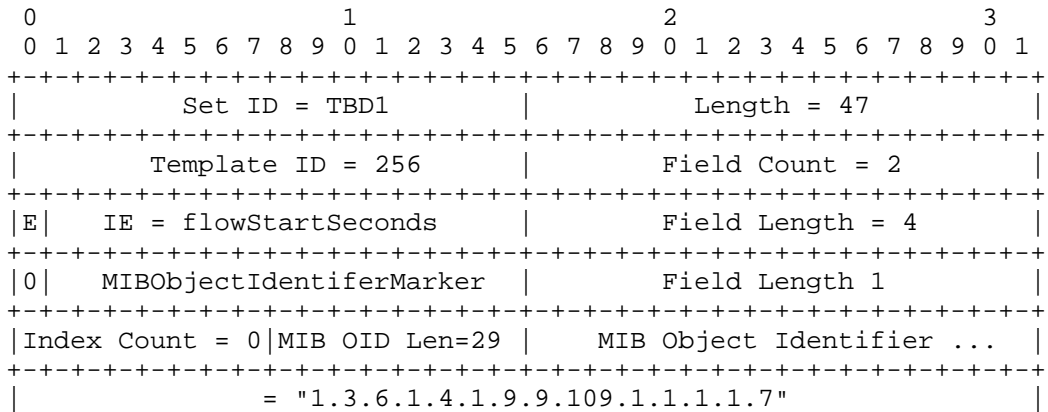 0                   1                   2                   3
 0 1 2 3 4 5 6 7 8 9 0 1 2 3 4 5 6 7 8 9 0 1 2 3 4 5 6 7 8 9 0 1
+-+-+-+-+-+-+-+-+-+-+-+-+-+-+-+-+-+-+-+-+-+-+-+-+-+-+-+-+-+-+-+-+
|          Set ID = TBD1        |          Length = 47          |
+-+-+-+-+-+-+-+-+-+-+-+-+-+-+-+-+-+-+-+-+-+-+-+-+-+-+-+-+-+-+-+-+
|        Template ID = 256      |        Field Count = 2        |
+-+-+-+-+-+-+-+-+-+-+-+-+-+-+-+-+-+-+-+-+-+-+-+-+-+-+-+-+-+-+-+-+
|E|   IE = flowStartSeconds     |        Field Length = 4       |
+-+-+-+-+-+-+-+-+-+-+-+-+-+-+-+-+-+-+-+-+-+-+-+-+-+-+-+-+-+-+-+-+
|0|   MIBObjectIdentiferMarker  |        Field Length 1         |
+-+-+-+-+-+-+-+-+-+-+-+-+-+-+-+-+-+-+-+-+-+-+-+-+-+-+-+-+-+-+-+-+
|Index Count = 0|MIB OID Len=29 |    MIB Object Identifier ...  |
+-+-+-+-+-+-+-+-+-+-+-+-+-+-+-+-+-+-+-+-+-+-+-+-+-+-+-+-+-+-+-+-+
|               = "1.3.6.1.4.1.9.9.109.1.1.1.1.7"               |